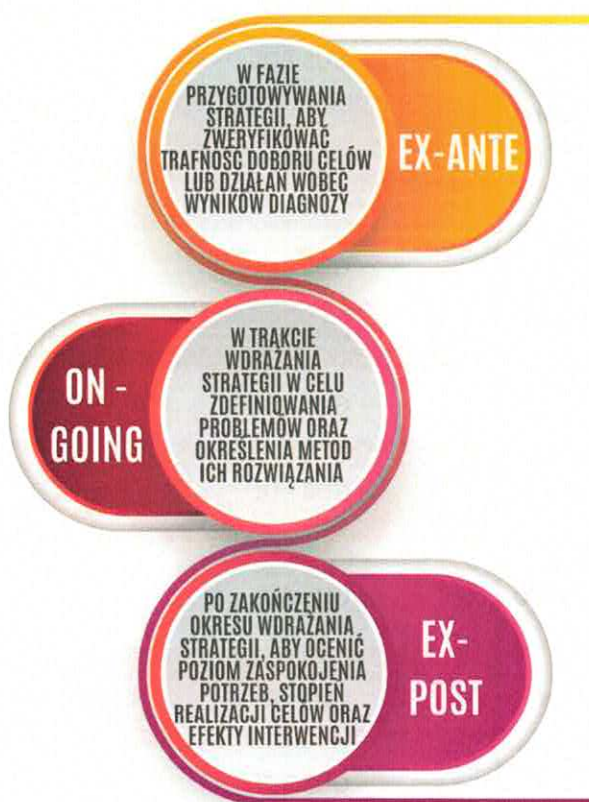 W FAZIE
PRZYGOTOWYWANIA
STRATEGII, ABY
ZWERYFIKOWAĆ
TRAFNOŚĆ DOBORU CELÓW
LUB DZIAŁAŃ WOBEC
WYNIKÓW DIAGNOZY
EX-ANTE
ON -
GOING
W TRAKCIE
WDRAŻANIA
STRATEGII W CELU
ZDEFINIOWANIA
PROBLEMÓW ORAZ
OKREŚLENIA METOD
ICH ROZWIĄZANIA
PO ZAKOŃCZENIU
OKRESU WDRAŻANIA
STRATEGII, ABY OCENIĆ
POZIOM ZASPOKOJENIA
POTRZEB, STOPIEŃ
REALIZACJI CELÓW ORAZ
EFEKTY INTERWENCJI
EX-
POST